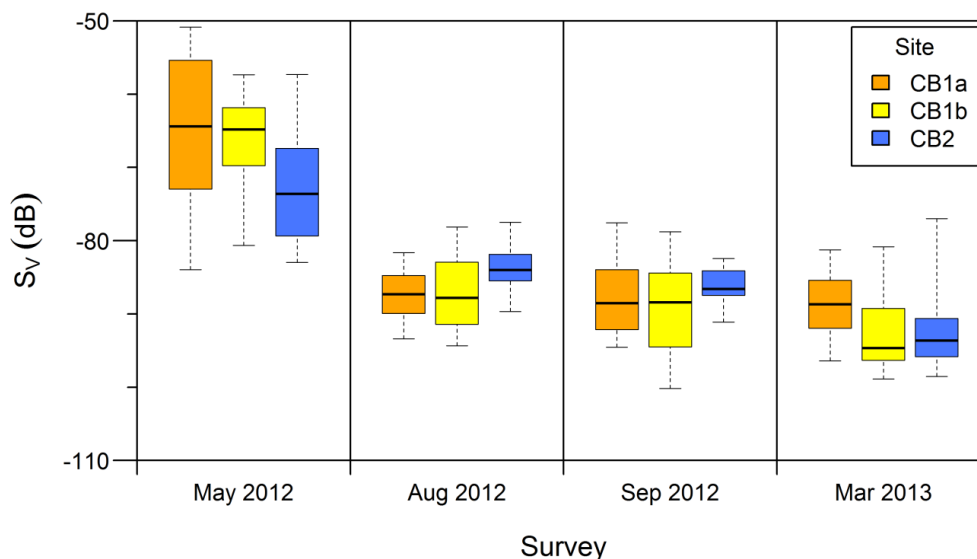 -50
-80
-110
Sv (dB)
Site
CB1a
CB1b
CB2
May 2012
Aug 2012
Sep 2012
Mar 2013
Survey